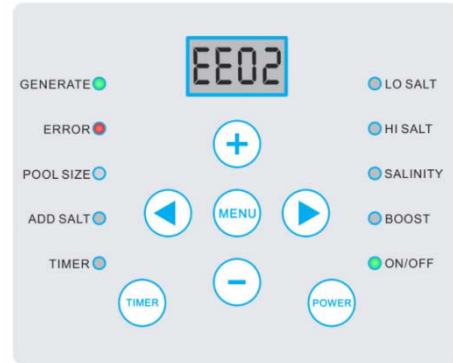 EE02
GENERATE
LO SALT
ERROR
HI SALT
POOL SIZE
SALINITY
ADD SALT
MENU
BOOST
TIMER
ON/OFF
TIMER
POWER